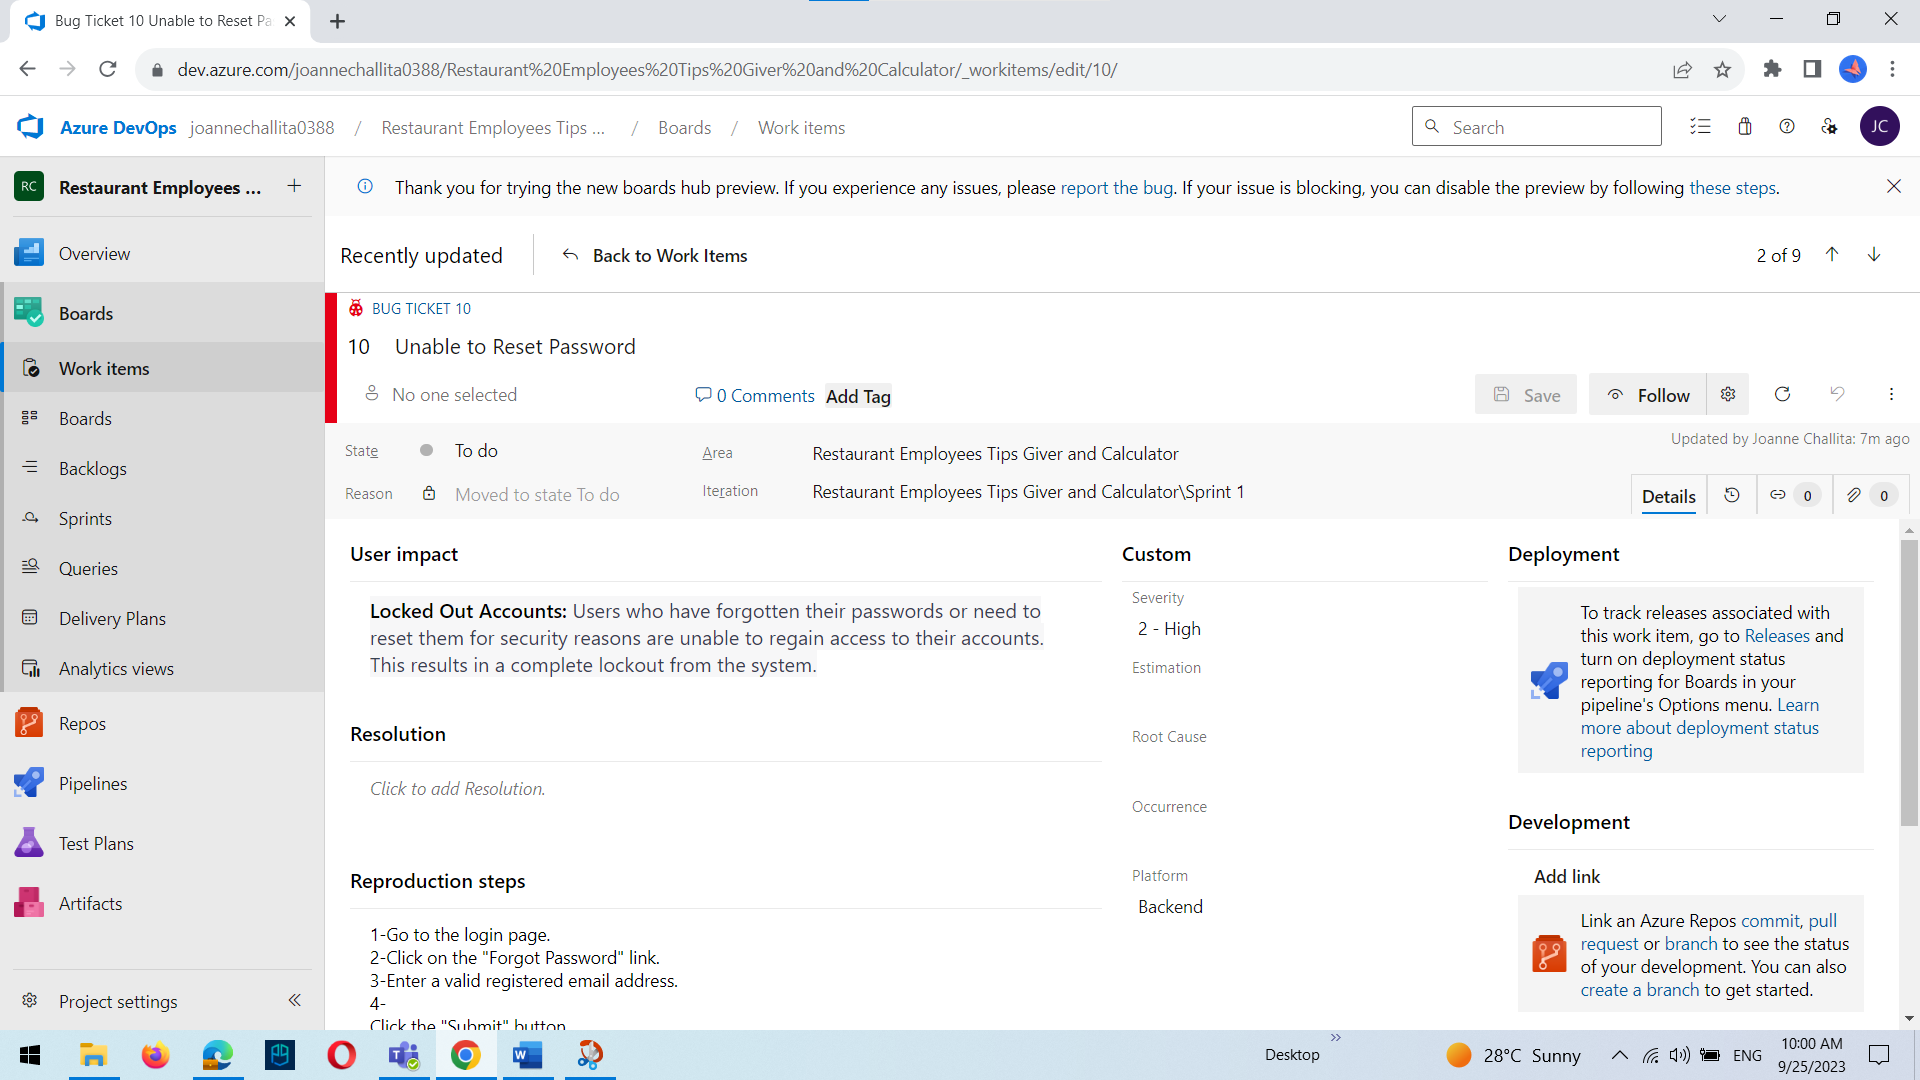 Bug Ticket 10 Unable to Reset Pa
dev.azure.com/joannechallita0388/Restaurant%20Employees%20Tips%20Giver%20and%20Calculator/_workitems/edit/10/
Azure DevOps joannechallita0388 / Restaurant Employees Tips ... / Boards / Work items
Search
JC
RC Restaurant Employees ...
Thank you for trying the new boards hub preview. If you experience any issues, please report the bug. If your issue is blocking, you can disable the preview by following these steps.
Overview
Boards
Work items
Boards
Backlogs
Sprints
Queries
Delivery Plans
Analytics views
Repos
Pipelines
Test Plans
Artifacts
Project settings
Recently updated
Back to Work Items
2 of 9
BUG TICKET 10
10 Unable to Reset Password
No one selected
0 Comments
Add Tag
Save
Follow
State To do
Area Restaurant Employees Tips Giver and Calculator
Updated by Joanne Challita: 7m ago
Reason Moved to state To do
Iteration Restaurant Employees Tips Giver and Calculator\Sprint 1
Details
0
0
User impact
Locked Out Accounts: Users who have forgotten their passwords or need to
reset them for security reasons are unable to regain access to their accounts.
This results in a complete lockout from the system.
Resolution
Click to add Resolution.
Reproduction steps
1-Go to the login page.
2-Click on the "Forgot Password" link.
3-Enter a valid registered email address.
4-
Click the "Submit" button
Custom
Severity
2 - High
Estimation
Root Cause
Occurrence
Platform
Backend
Deployment
To track releases associated with
this work item, go to Releases and
turn on deployment status
reporting for Boards in your
pipeline's Options menu. Learn
more about deployment status
reporting
Development
Add link
Link an Azure Repos commit, pull
request or branch to see the status
of your development. You can also
create a branch to get started.
Desktop
28°C Sunny
ENG
10:00 AM
9/25/2023